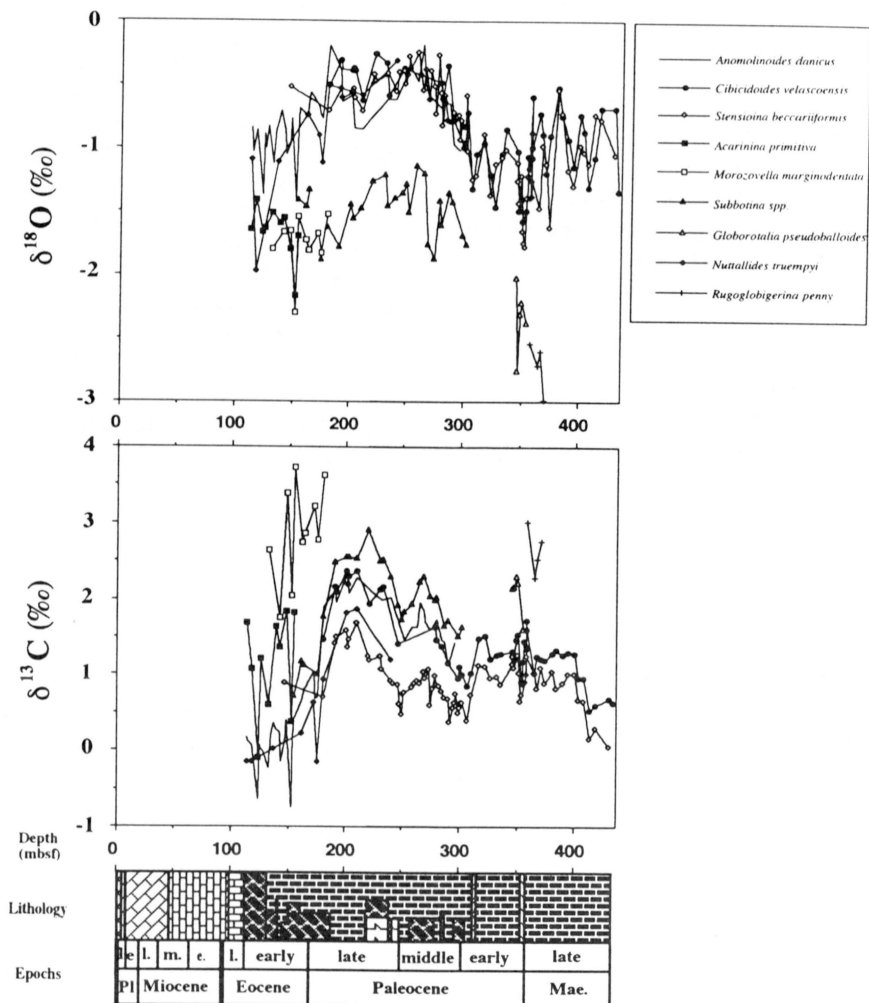 0
-1
-2
-3
δ18O (‰)
0 100 200 300 400
Anomolinoides danicus
Cibicidoides velascoensis
Stensioina beccariiformis
Acarinina primitiva
Morozovella marginodentata
Subbotina spp.
Globorotalia pseudoballoides
Nuttallides truempyi
Rugoglobigerina penny
4
3
2
1
0
-1
δ13C (‰)
Depth (mbsf) 0 100 200 300 400
Lithology
e l. m. e. l. early late middle early late
Epochs
Pl Miocene Eocene Paleocene Mae.